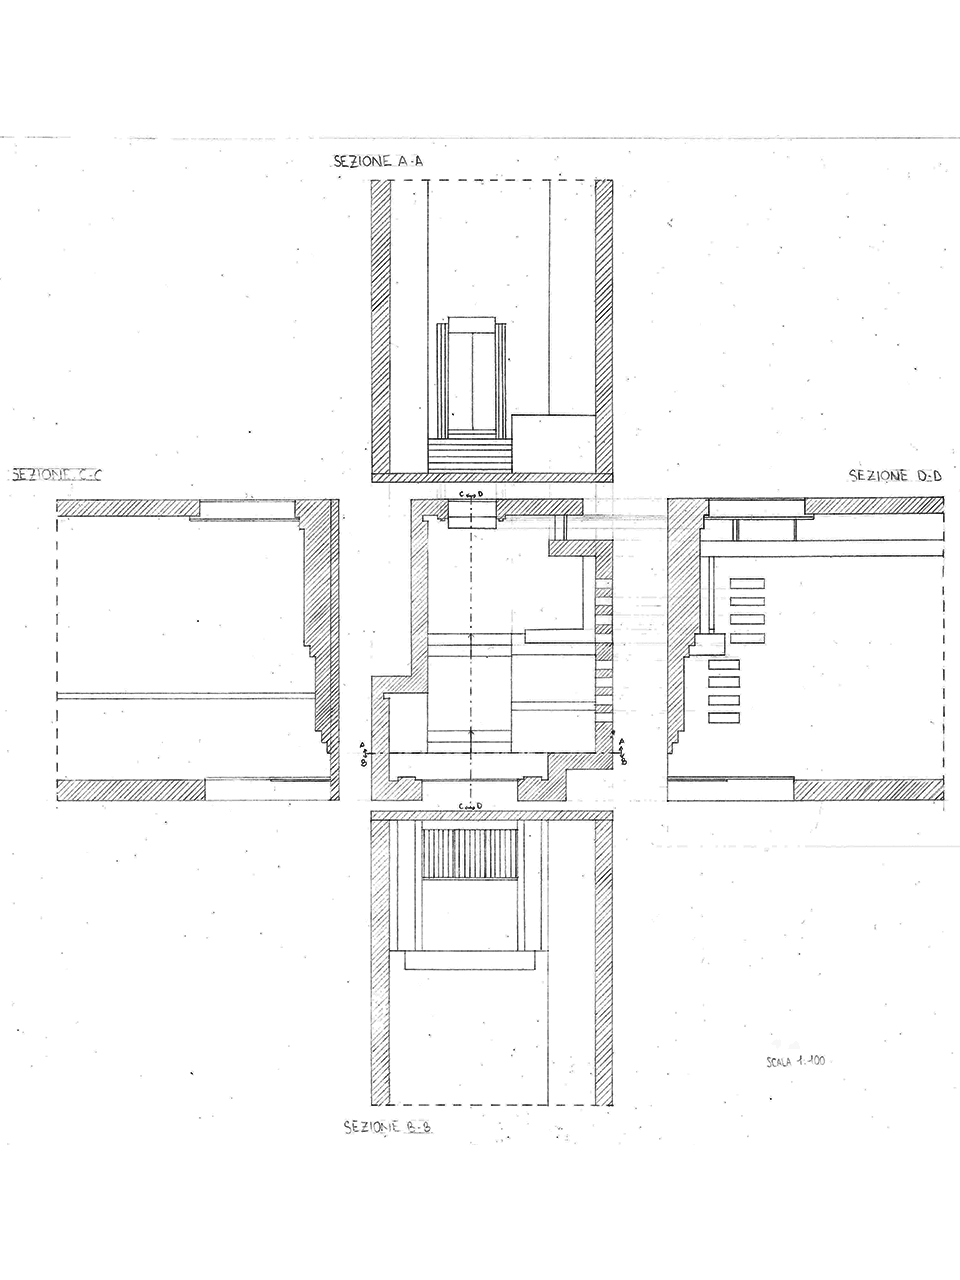 SEZIONE A-A
SEZIONE C-C
SEZIONE D-D
C D
A
B
A
B
C D
SCALA 1:100
SEZIONE B-B